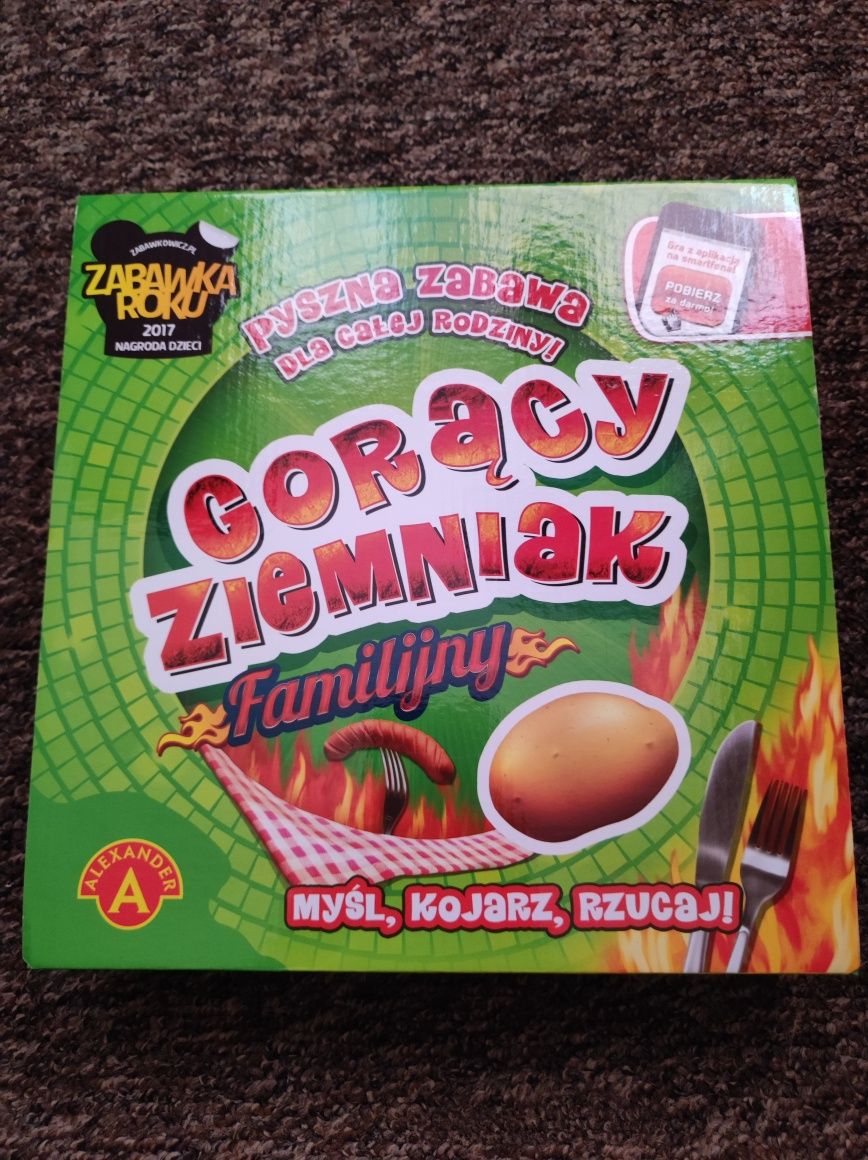 ZABAWKOWICZ.PL
ZABAWKA
ROKU
2017
NAGRODA DZIECI
PYSZNA ZABAWA
DLA CAŁEJ RODZINY!
Gra z aplikacją
na smartfona!
POBIERZ
za darmo!
GORĄCY
ZIEMNIAK
Familijny
ALEXANDER
A
MYŚL, KOJARZ, RZUCAJ!